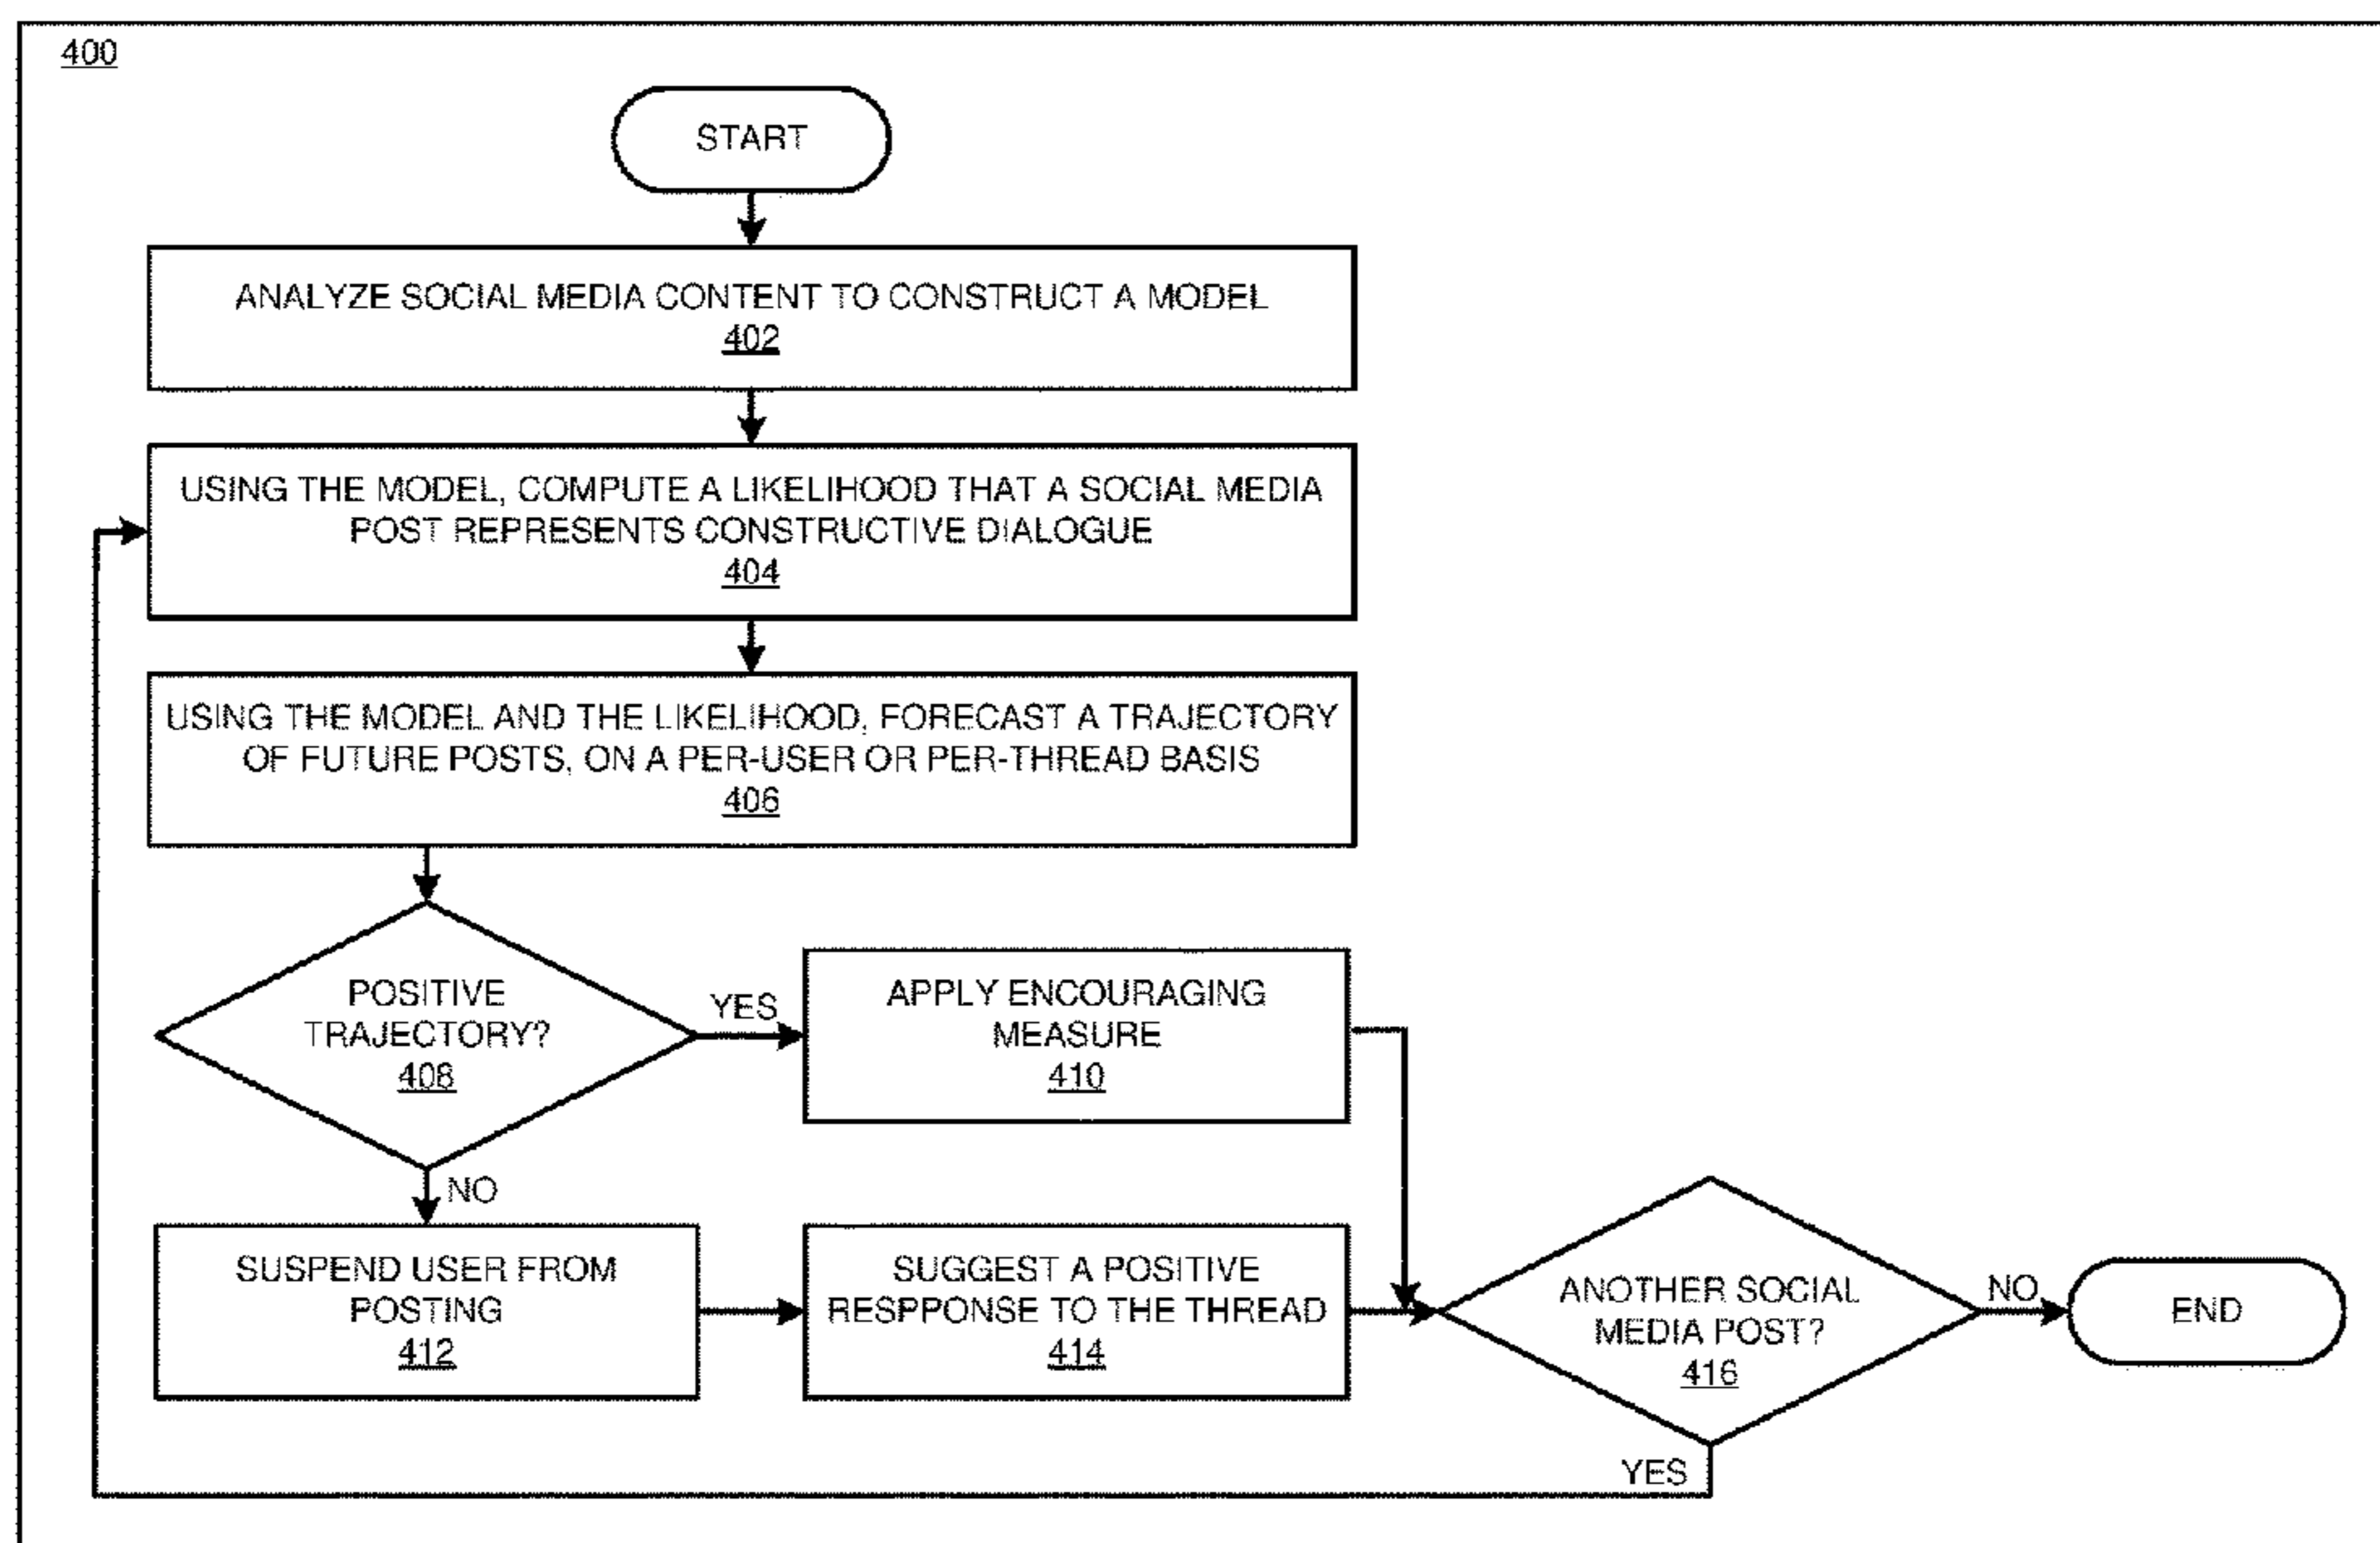 400
START
ANALYZE SOCIAL MEDIA CONTENT TO CONSTRUCT A MODEL
402
USING THE MODEL, COMPUTE A LIKELIHOOD THAT A SOCIAL MEDIA
POST REPRESENTS CONSTRUCTIVE DIALOGUE
404
USING THE MODEL AND THE LIKELIHOOD, FORECAST A TRAJECTORY
OF FUTURE POSTS, ON A PER-USER OR PER-THREAD BASIS
406
POSITIVE
TRAJECTORY?
408
YES
APPLY ENCOURAGING
MEASURE
410
NO
SUSPEND USER FROM
POSTING
412
SUGGEST A POSITIVE
RESPPONSE TO THE THREAD
414
ANOTHER SOCIAL
MEDIA POST?
416
NO
END
YES